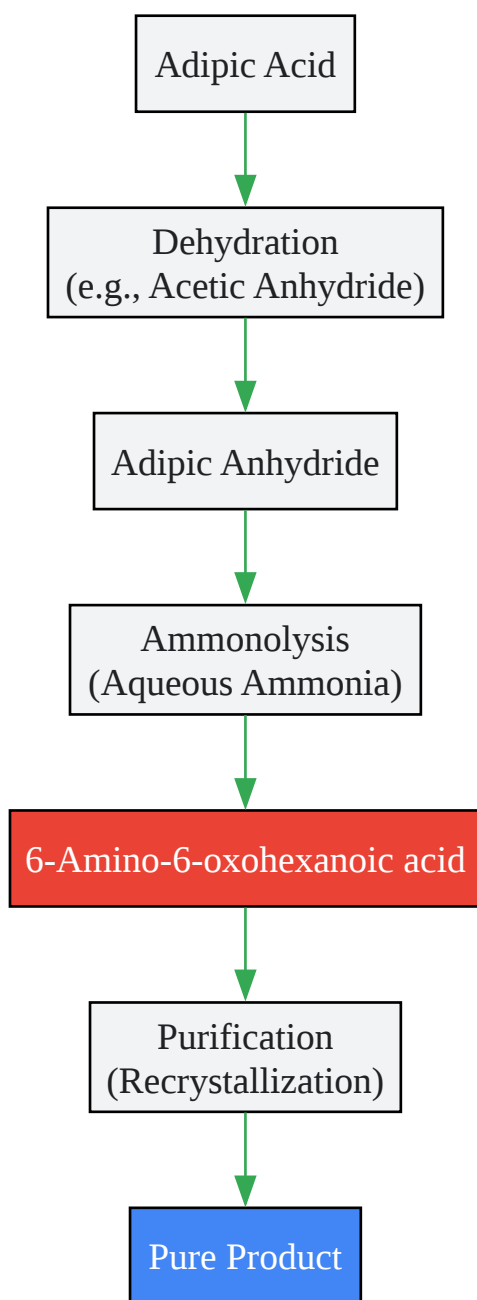 Adipic Acid
Dehydration
(e.g., Acetic Anhydride)
Adipic Anhydride
Ammonolysis
(Aqueous Ammonia)
6-Amino-6-oxohexanoic acid
Purification
(Recrystallization)
Pure Product